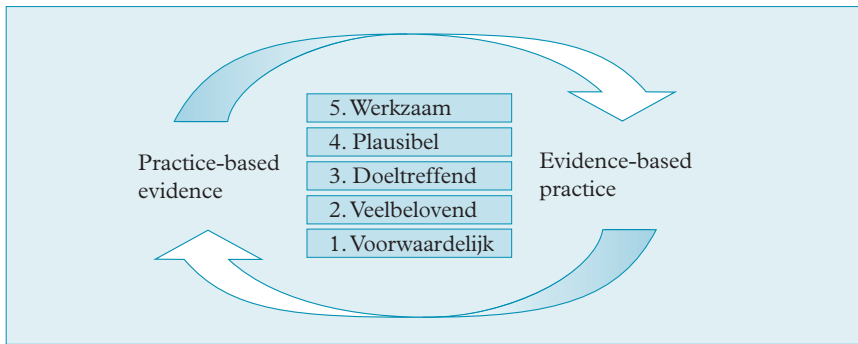 5. Werkzaam
4. Plausibel
3. Doeltreffend
2. Veelbelovend
1. Voorwaardelijk
Practice-based
evidence
Evidence-based
practice